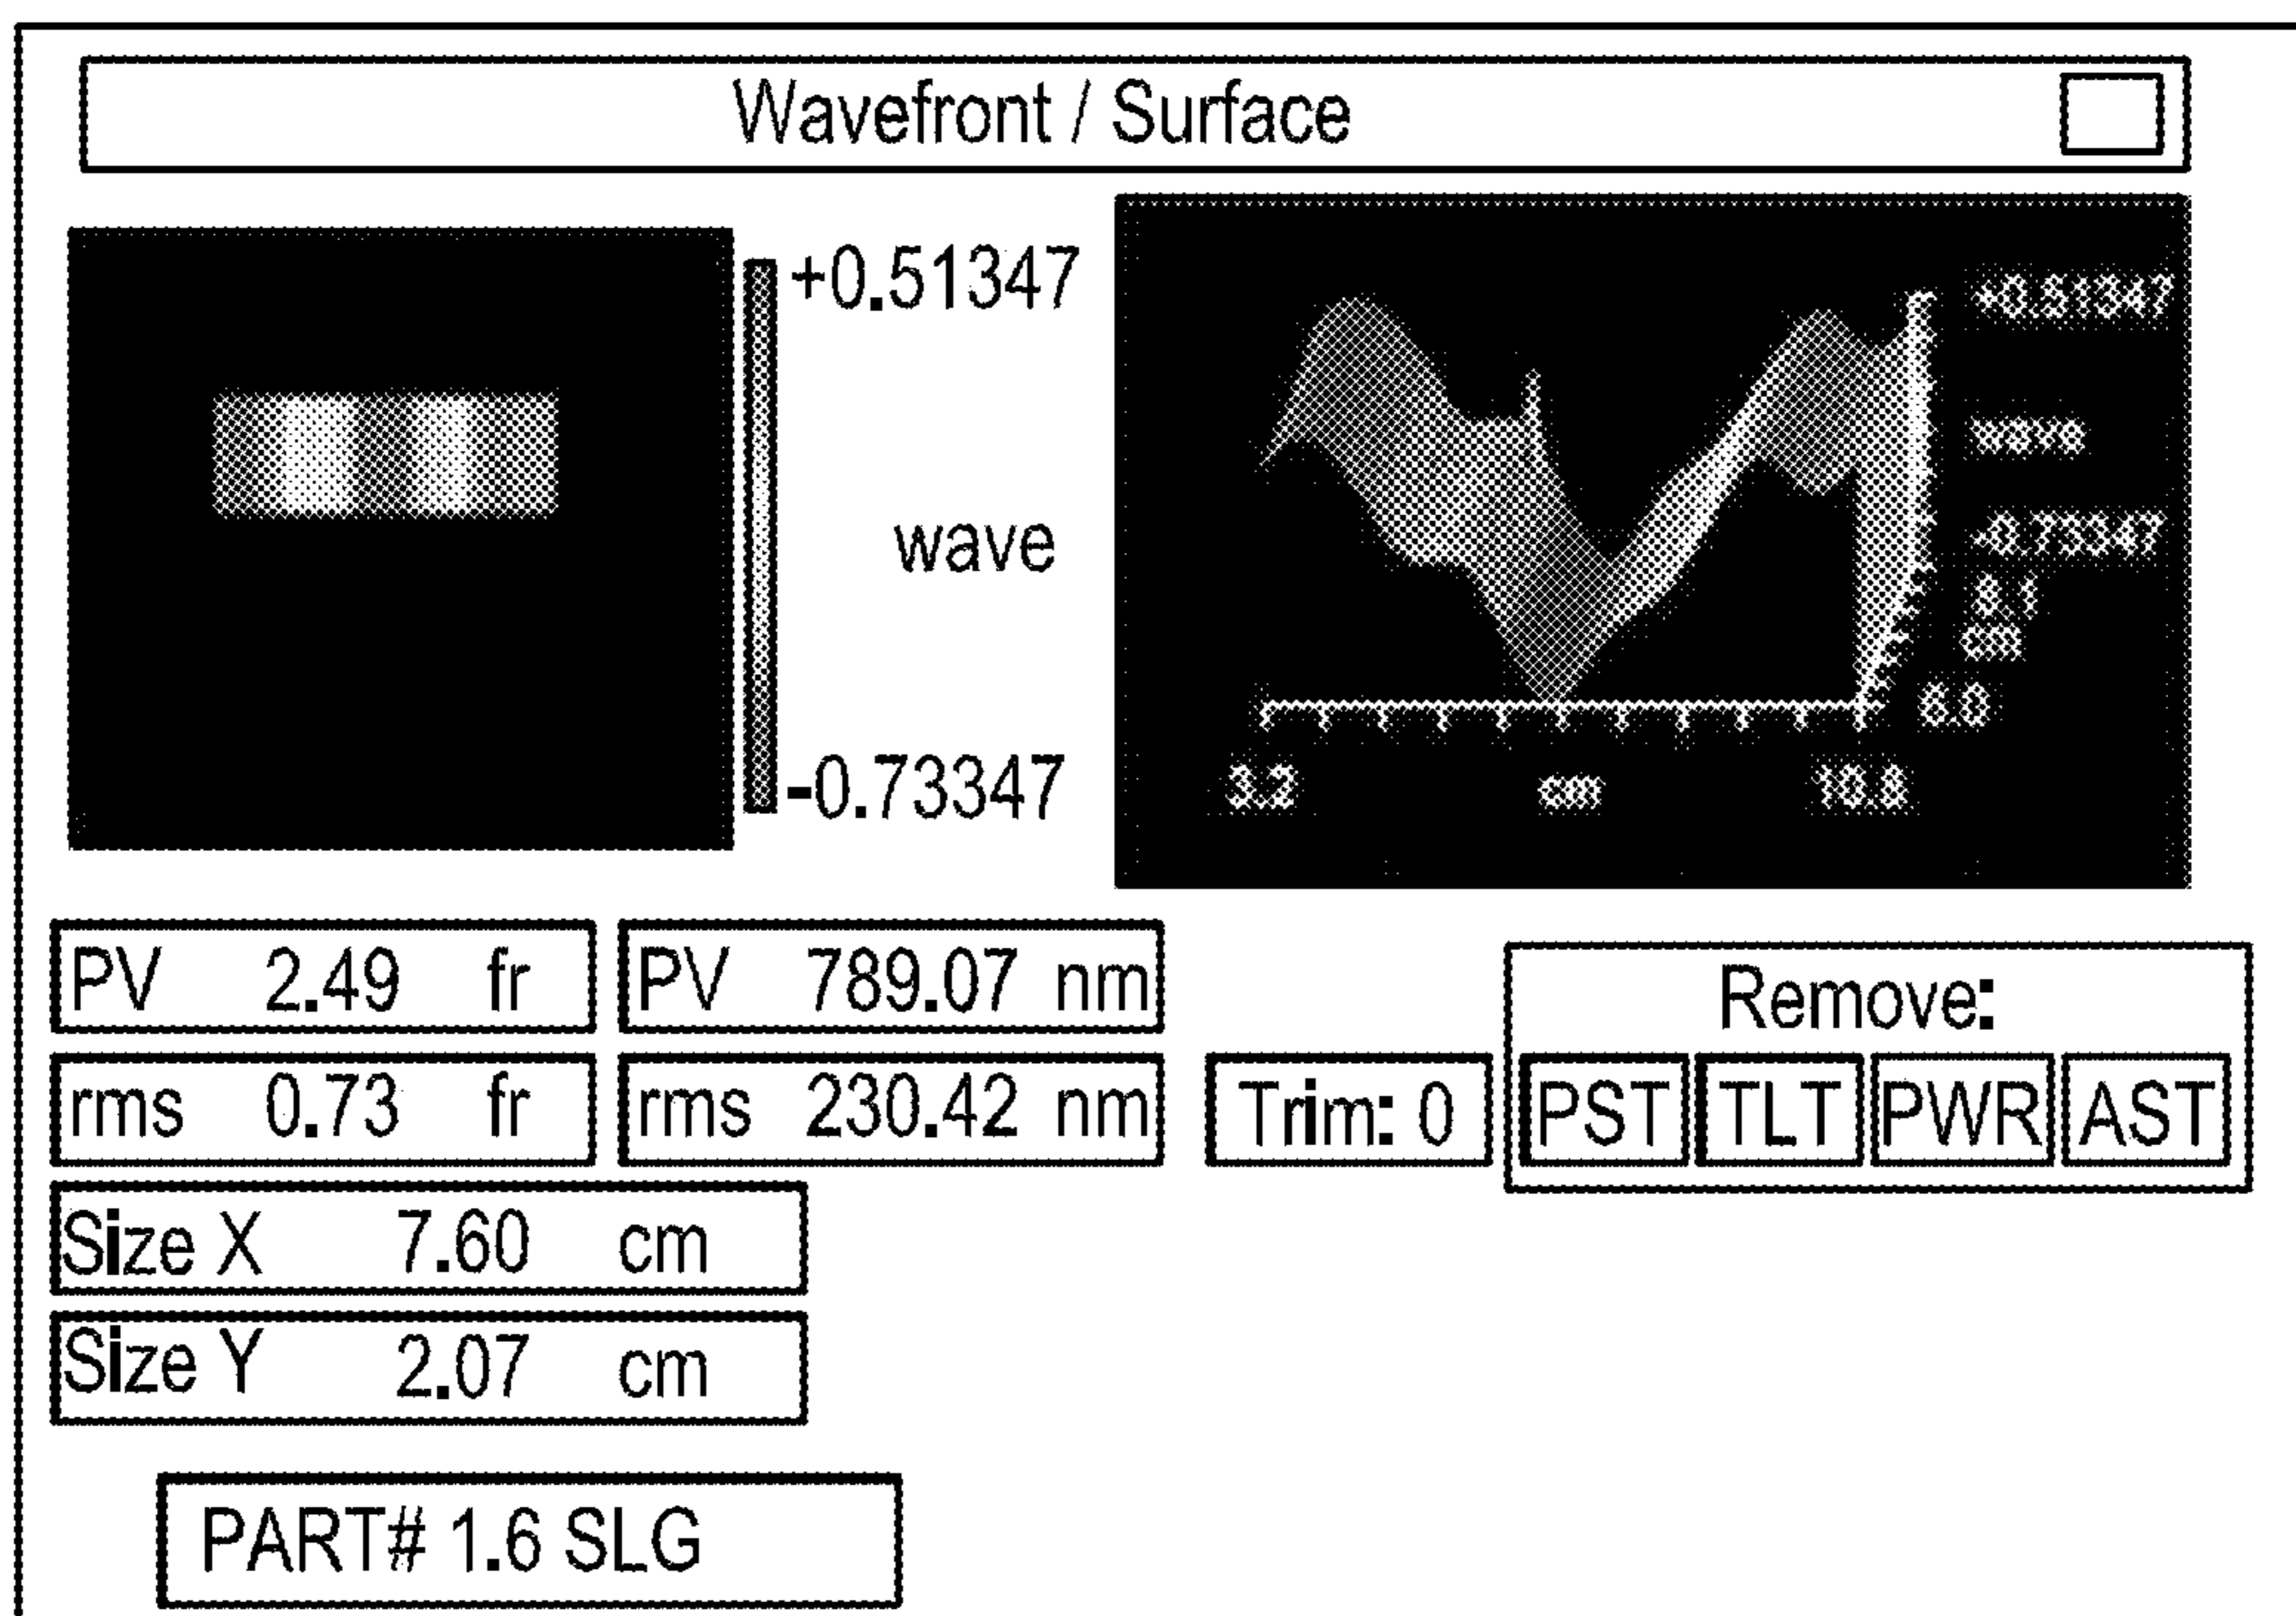 Wavefront / Surface
+0.51347
wave
-0.73347
+0.51347
wave
-0.73347
8.1
cm
6.0
3.2 cm 10.8
PV 2.49 fr
PV 789.07 nm
rms 0.73 fr
rms 230.42 nm
Trim: 0
Remove:
PST TLT PWR AST
Size X 7.60 cm
Size Y 2.07 cm
PART# 1.6 SLG